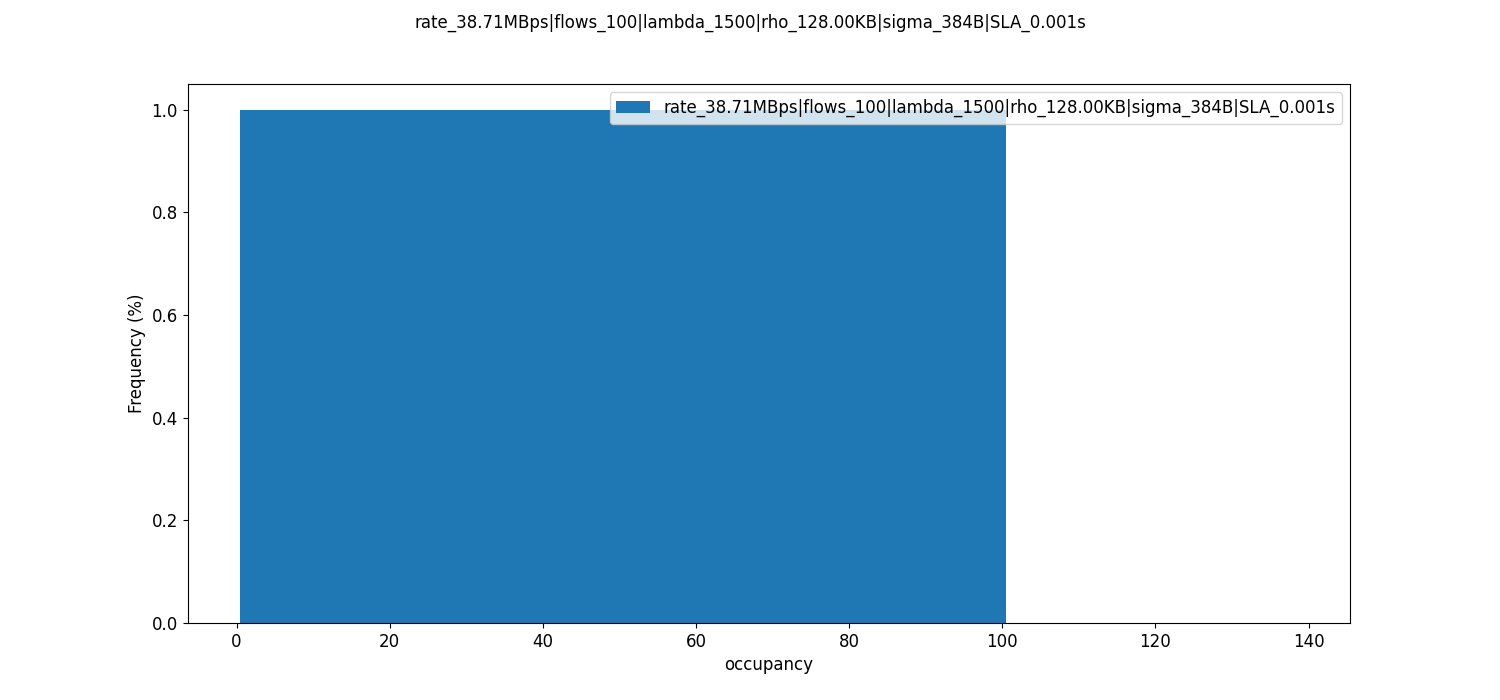 rate_38.71MBps|flows_100|lambda_1500|rho_128.00KB|sigma_384B|SLA_0.001s
rate_38.71MBps|flows_100|lambda_1500|rho_128.00KB|sigma_384B|SLA_0.001s
1.0
0.8
0.6
0.4
0.2
0.0
Frequency (%)
0 20 40 60 80 100 120 140
occupancy